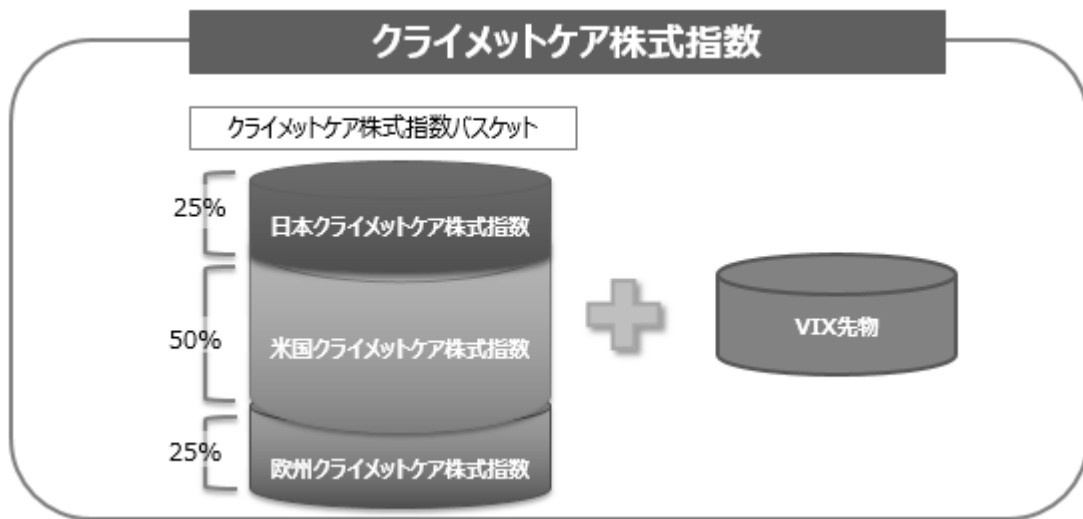 クライメットケア株式指数
クライメットケア株式指数バスケット
25%
日本クライメットケア株式指数
50%
米国クライメットケア株式指数
VIX先物
25%
欧州クライメットケア株式指数